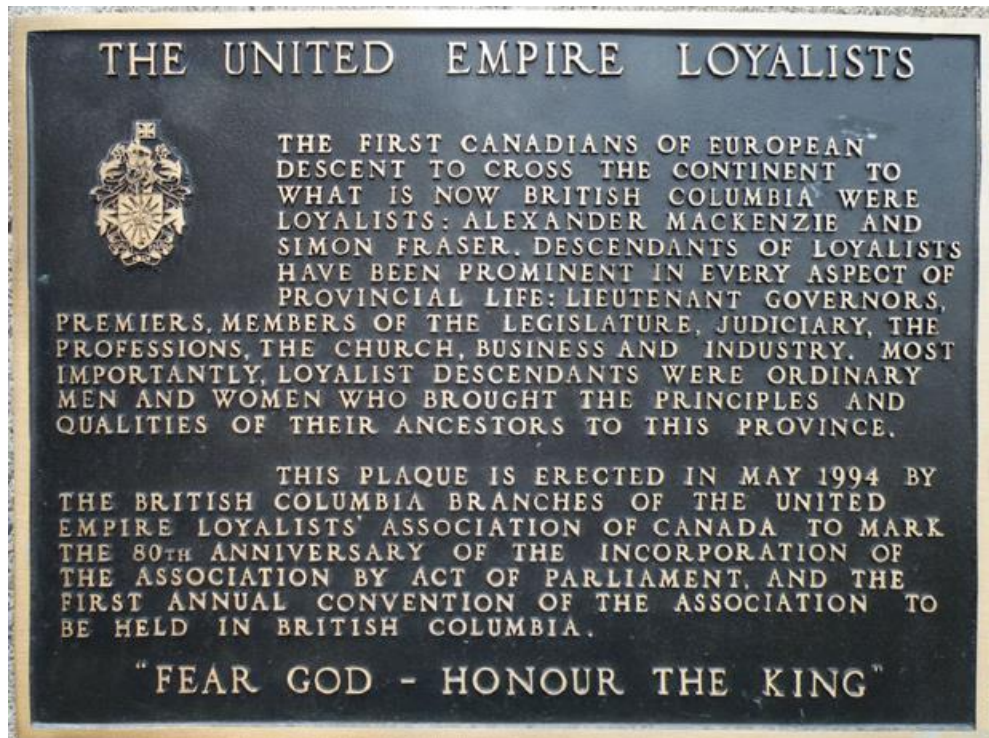 THE UNITED EMPIRE LOYALISTS
THE FIRST CANADIANS OF EUROPEAN
DESCENT TO CROSS THE CONTINENT TO
WHAT IS NOW BRITISH COLUMBIA WERE
LOYALISTS: ALEXANDER MACKENZIE AND
SIMON FRASER. DESCENDANTS OF LOYALISTS
HAVE BEEN PROMINENT IN EVERY ASPECT OF
PROVINCIAL LIFE: LIEUTENANT GOVERNORS,
PREMIERS, MEMBERS OF THE LEGISLATURE, JUDICIARY, THE
PROFESSIONS, THE CHURCH, BUSINESS AND INDUSTRY. MOST
IMPORTANTLY, LOYALIST DESCENDANTS WERE ORDINARY
MEN AND WOMEN WHO BROUGHT THE PRINCIPLES AND
QUALITIES OF THEIR ANCESTORS TO THIS PROVINCE.
THIS PLAQUE IS ERECTED IN MAY 1994 BY
THE BRITISH COLUMBIA BRANCHES OF THE UNITED
EMPIRE LOYALISTS' ASSOCIATION OF CANADA TO MARK
THE 80TH ANNIVERSARY OF THE INCORPORATION OF
THE ASSOCIATION BY ACT OF PARLIAMENT, AND THE
FIRST ANNUAL CONVENTION OF THE ASSOCIATION TO
BE HELD IN BRITISH COLUMBIA.
"FEAR GOD - HONOUR THE KING"